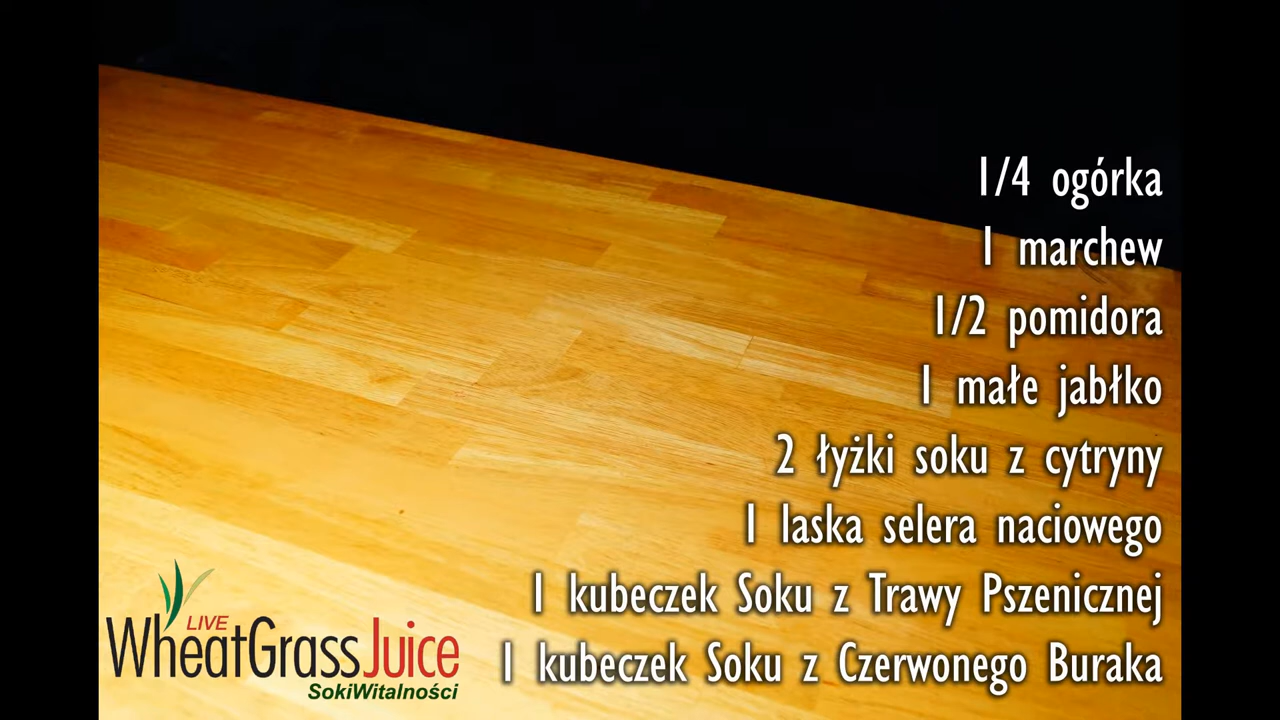 1/4 ogórka
1 marchew
1/2 pomidora
1 małe jabłko
2 łyżki soku z cytryny
1 laska selera naciowego
1 kubeczek Soku z Trawy Pszenicznej
1 kubeczek Soku z Czerwonego Buraka
LIVE
WheatGrassJuice
SokiWitalności